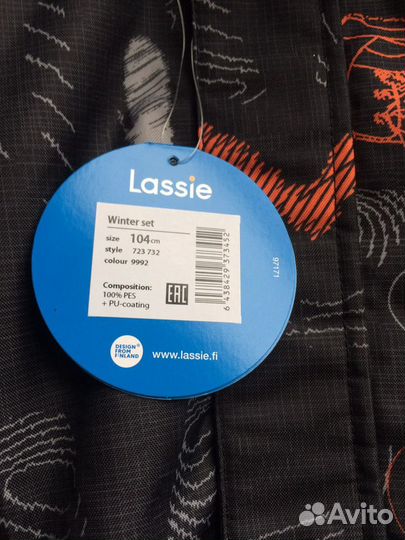 Lassie
Winter set
size 104cm
style 723 732
colour 9992
Composition:
100% PES
+ PU-coating
EAC
6 438429 373452
97171
DESIGN
FROM
FINLAND
www.lassie.fi
Avito